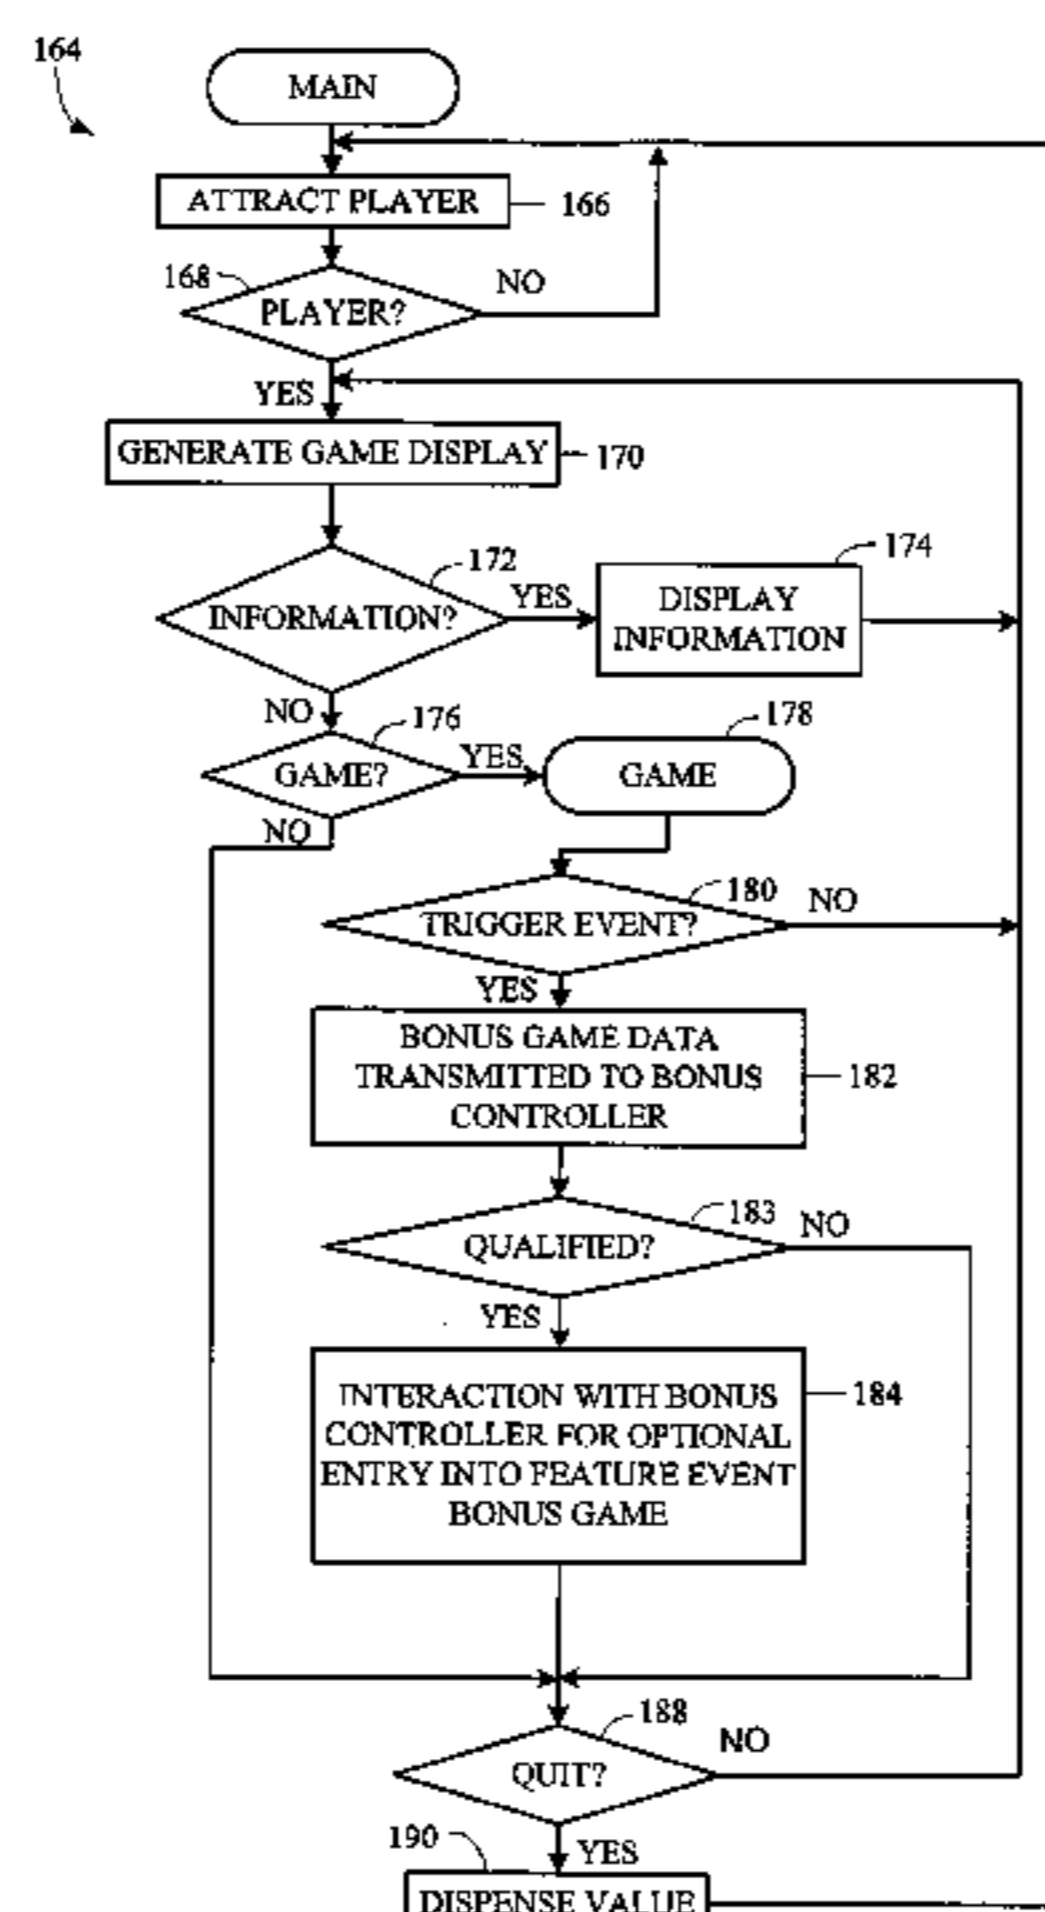 164
MAIN
ATTRACT PLAYER
166
168
PLAYER?
NO
YES
GENERATE GAME DISPLAY
170
172
INFORMATION?
YES
174
DISPLAY
INFORMATION
NO
176
GAME?
YES
178
GAME
NO
180
TRIGGER EVENT?
NO
YES
BONUS GAME DATA
TRANSMITTED TO BONUS
CONTROLLER
182
183
QUALIFIED?
NO
YES
INTERACTION WITH BONUS
CONTROLLER FOR OPTIONAL
ENTRY INTO FEATURE EVENT
BONUS GAME
184
188
QUIT?
NO
190
YES
DISPENSE VALUE